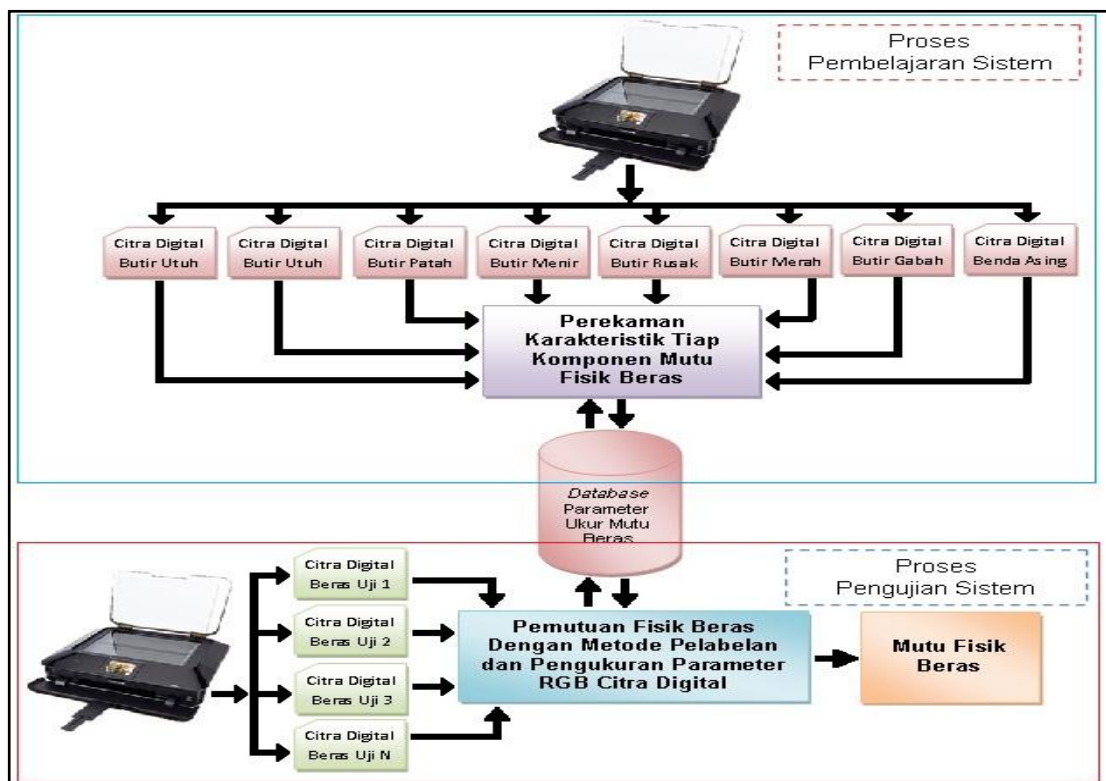 Proses
Pembelajaran Sistem
Citra Digital
Butir Utuh
Citra Digital
Butir Utuh
Citra Digital
Butir Patah
Citra Digital
Butir Menir
Citra Digital
Butir Rusak
Citra Digital
Butir Merah
Citra Digital
Butir Gabah
Citra Digital
Benda Asing
Perekaman
Karakteristik Tiap
Komponen Mutu
Fisik Beras
Database
Parameter
Ukur Mutu
Beras
Proses
Pengujian Sistem
Citra Digital
Beras Uji 1
Citra Digital
Beras Uji 2
Citra Digital
Beras Uji 3
Citra Digital
Beras Uji N
Pemutuan Fisik Beras
Dengan Metode Pelabelan
dan Pengukuran Parameter
RGB Citra Digital
Mutu Fisik
Beras